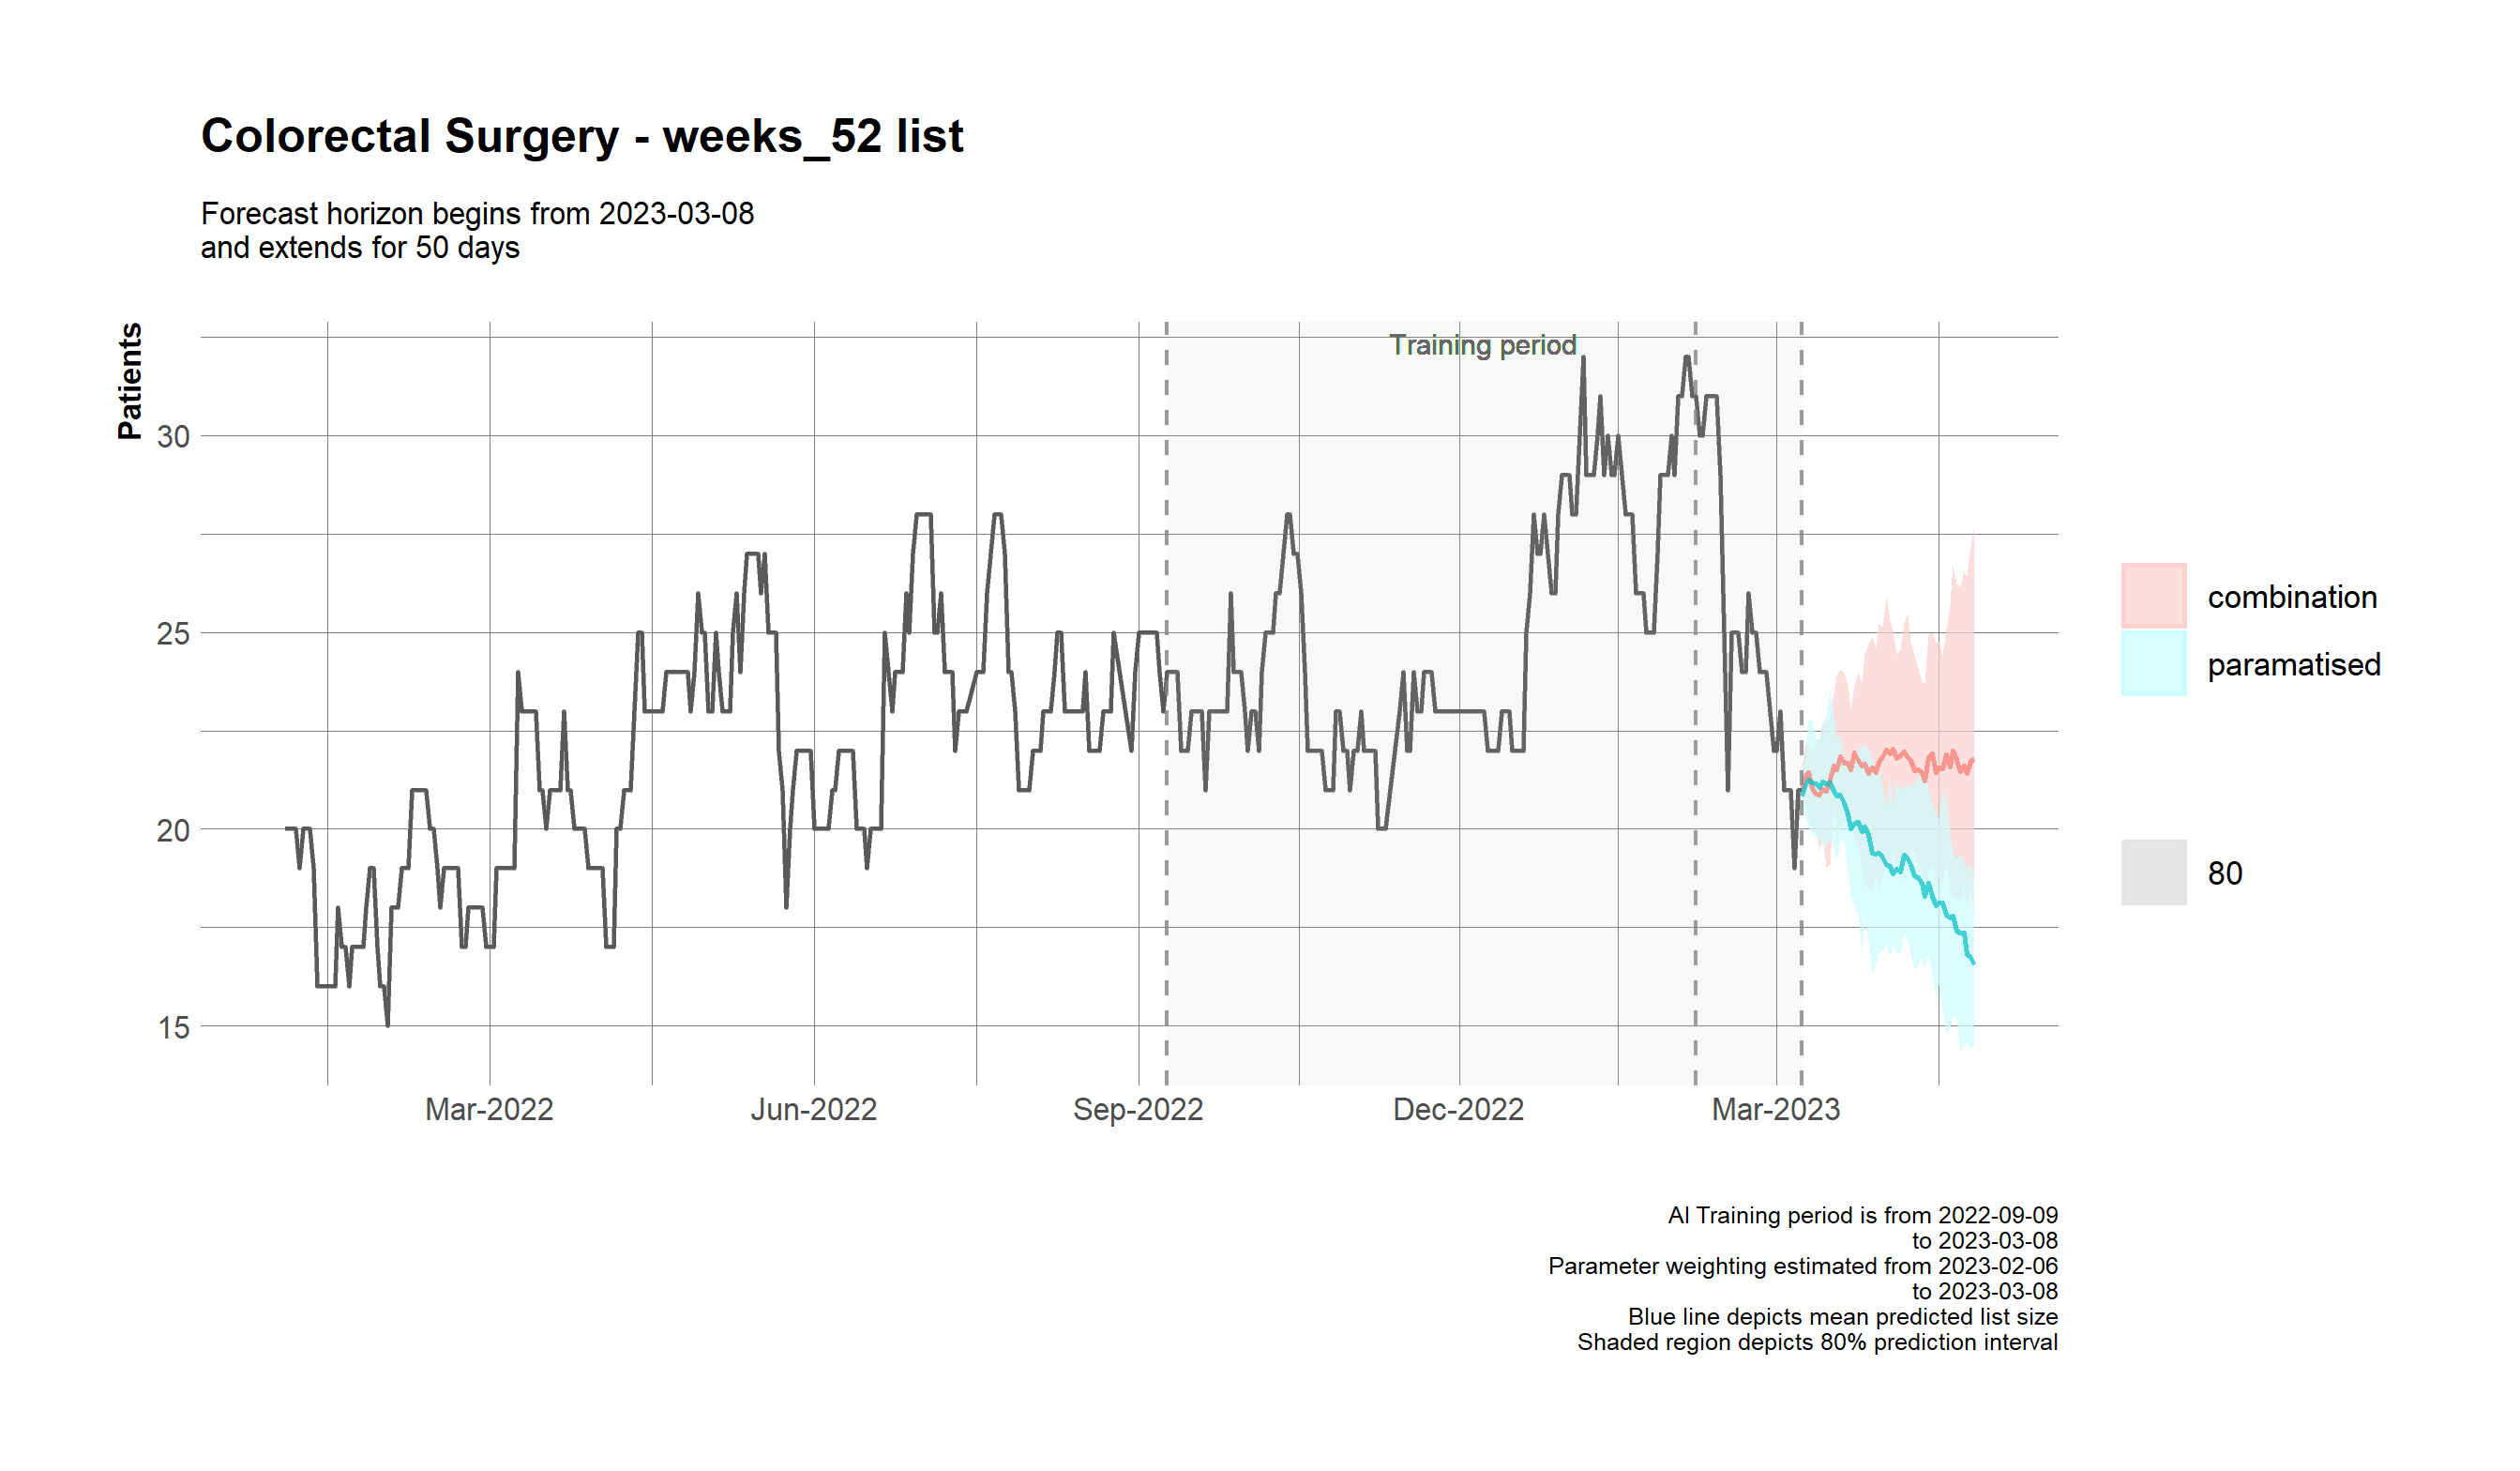 Colorectal Surgery - weeks_52 list
Forecast horizon begins from 2023-03-08
and extends for 50 days
Patients
Training period
30
25
20
15
Mar-2022
Jun-2022
Sep-2022
Dec-2022
Mar-2023
combination
paramatised
80
AI Training period is from 2022-09-09
to 2023-03-08
Parameter weighting estimated from 2023-02-06
to 2023-03-08
Blue line depicts mean predicted list size
Shaded region depicts 80% prediction interval